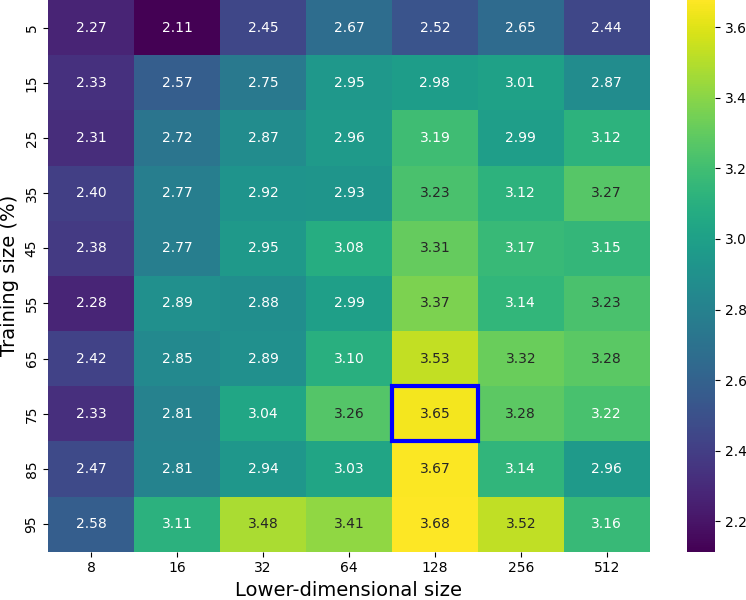 5 2.27 2.11 2.45 2.67 2.52 2.65 2.44
15 2.33 2.57 2.75 2.95 2.98 3.01 2.87
25 2.31 2.72 2.87 2.96 3.19 2.99 3.12
35 2.40 2.77 2.92 2.93 3.23 3.12 3.27
45 2.38 2.77 2.95 3.08 3.31 3.17 3.15
55 2.28 2.89 2.88 2.99 3.37 3.14 3.23
65 2.42 2.85 2.89 3.10 3.53 3.32 3.28
75 2.33 2.81 3.04 3.26 3.65 3.28 3.22
85 2.47 2.81 2.94 3.03 3.67 3.14 2.96
95 2.58 3.11 3.48 3.41 3.68 3.52 3.16
8 16 32 64 128 256 512
Lower-dimensional size
Training size (%)
3.6
3.4
3.2
3.0
2.8
2.6
2.4
2.2